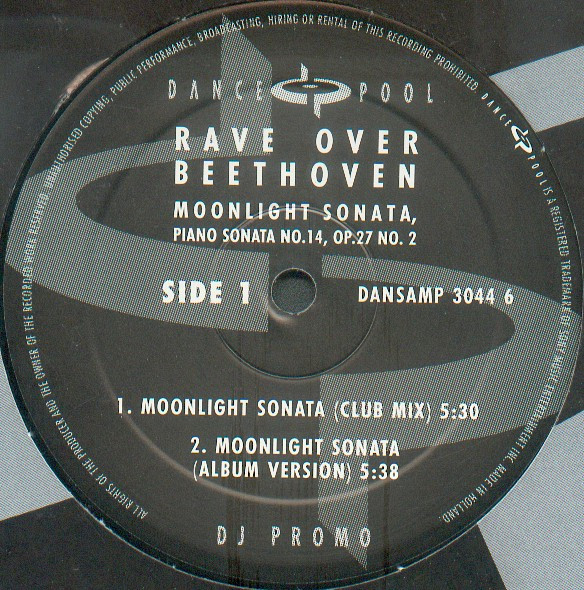 ALL RIGHTS OF THE PRODUCER AND THE OWNER OF THE RECORDED WORK RESERVED. UNAUTHORISED COPYING, PUBLIC PERFORMANCE, BROADCASTING, HIRING OR RENTAL OF THIS RECORDING PROHIBITED. DANCE POOL IS A REGISTERED TRADEMARK OF SONY MUSIC ENTERTAINMENT INC. MADE IN HOLLAND
DANCE POOL
RAVE OVER
BEETHOVEN
MOONLIGHT SONATA,
PIANO SONATA NO.14, OP.27 NO. 2
SIDE 1 DANSAMP 3044 6
1. MOONLIGHT SONATA (CLUB MIX) 5:30
2. MOONLIGHT SONATA
(ALBUM VERSION) 5:38
DJ PROMO